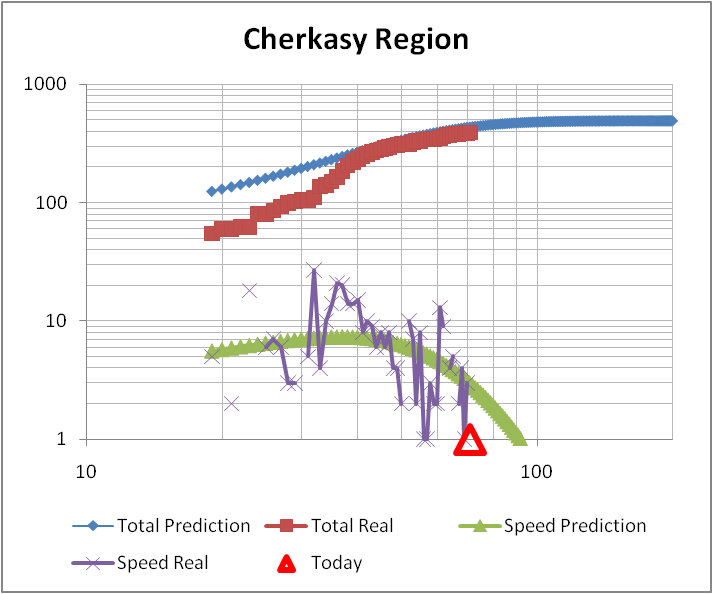 Cherkasy Region
1000
100
10
1
10 100
Total Prediction Total Real Speed Prediction
Speed Real Today